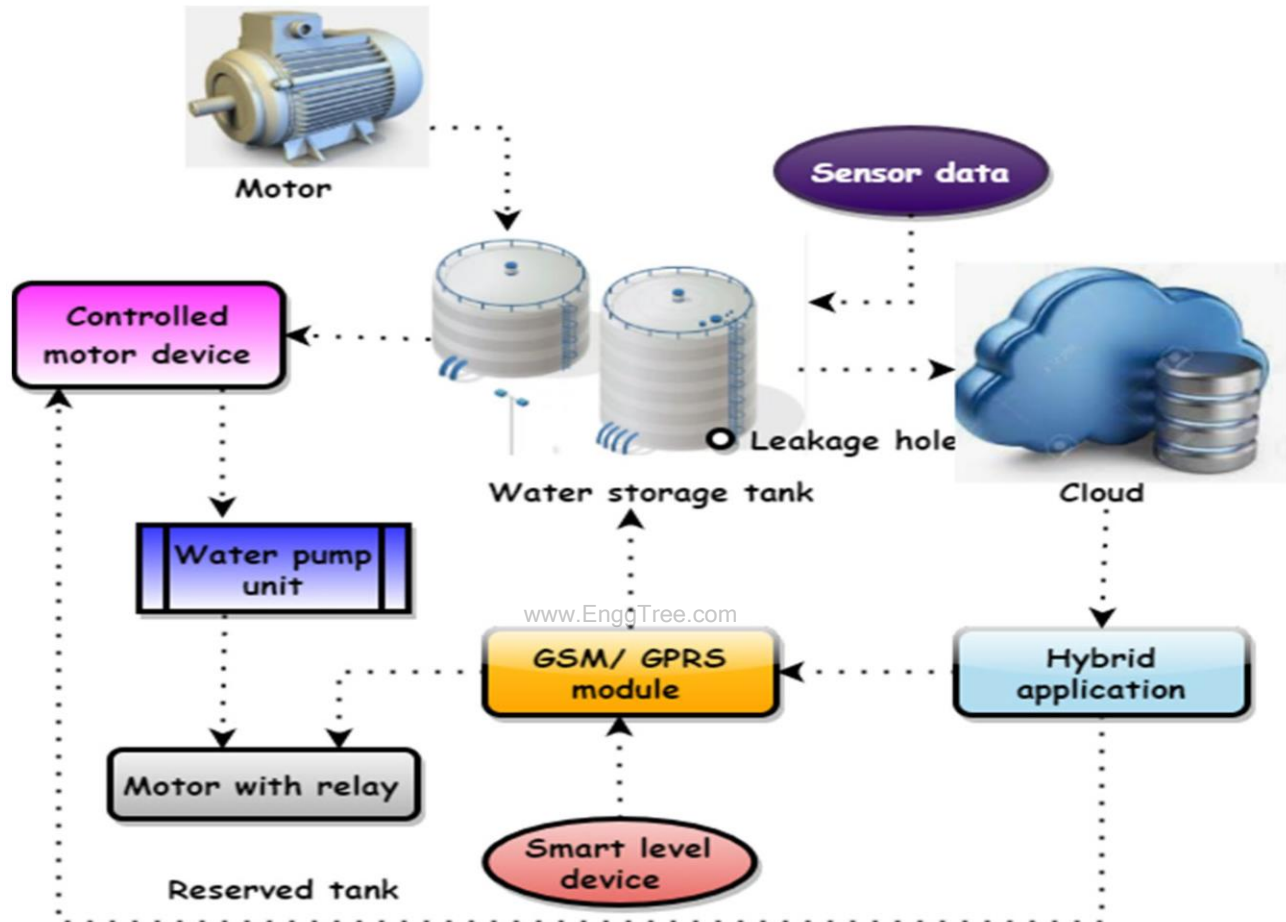 Motor
Sensor data
Controlled
motor device
Leakage hole
Water storage tank
Cloud
Water pump
unit
www.EnggTree.com
GSM/ GPRS
module
Hybrid
application
Motor with relay
Smart level
device
Reserved tank